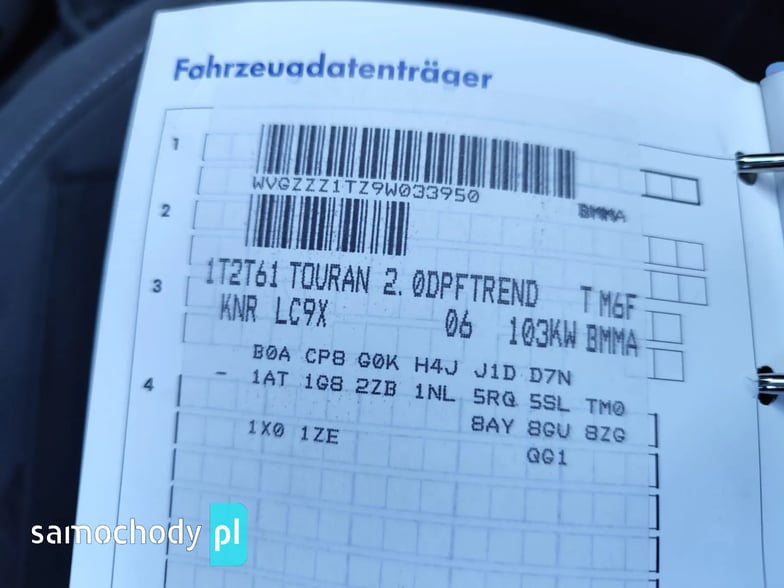 Fahrzeugdatenträger
1
WVGZZZ1TZ9W033950
BMMA
2
3
1T2T61 TOURAN 2.0DPFTREND T M6F
KNR LC9X 06 103KW BMMA
B0A CP8 G0K H4J J1D D7N
4
- 1AT 1G8 2ZB 1NL 5RQ 5SL TM0
8AY 8GU 8ZG
1X0 1ZE
QG1
samochody pl